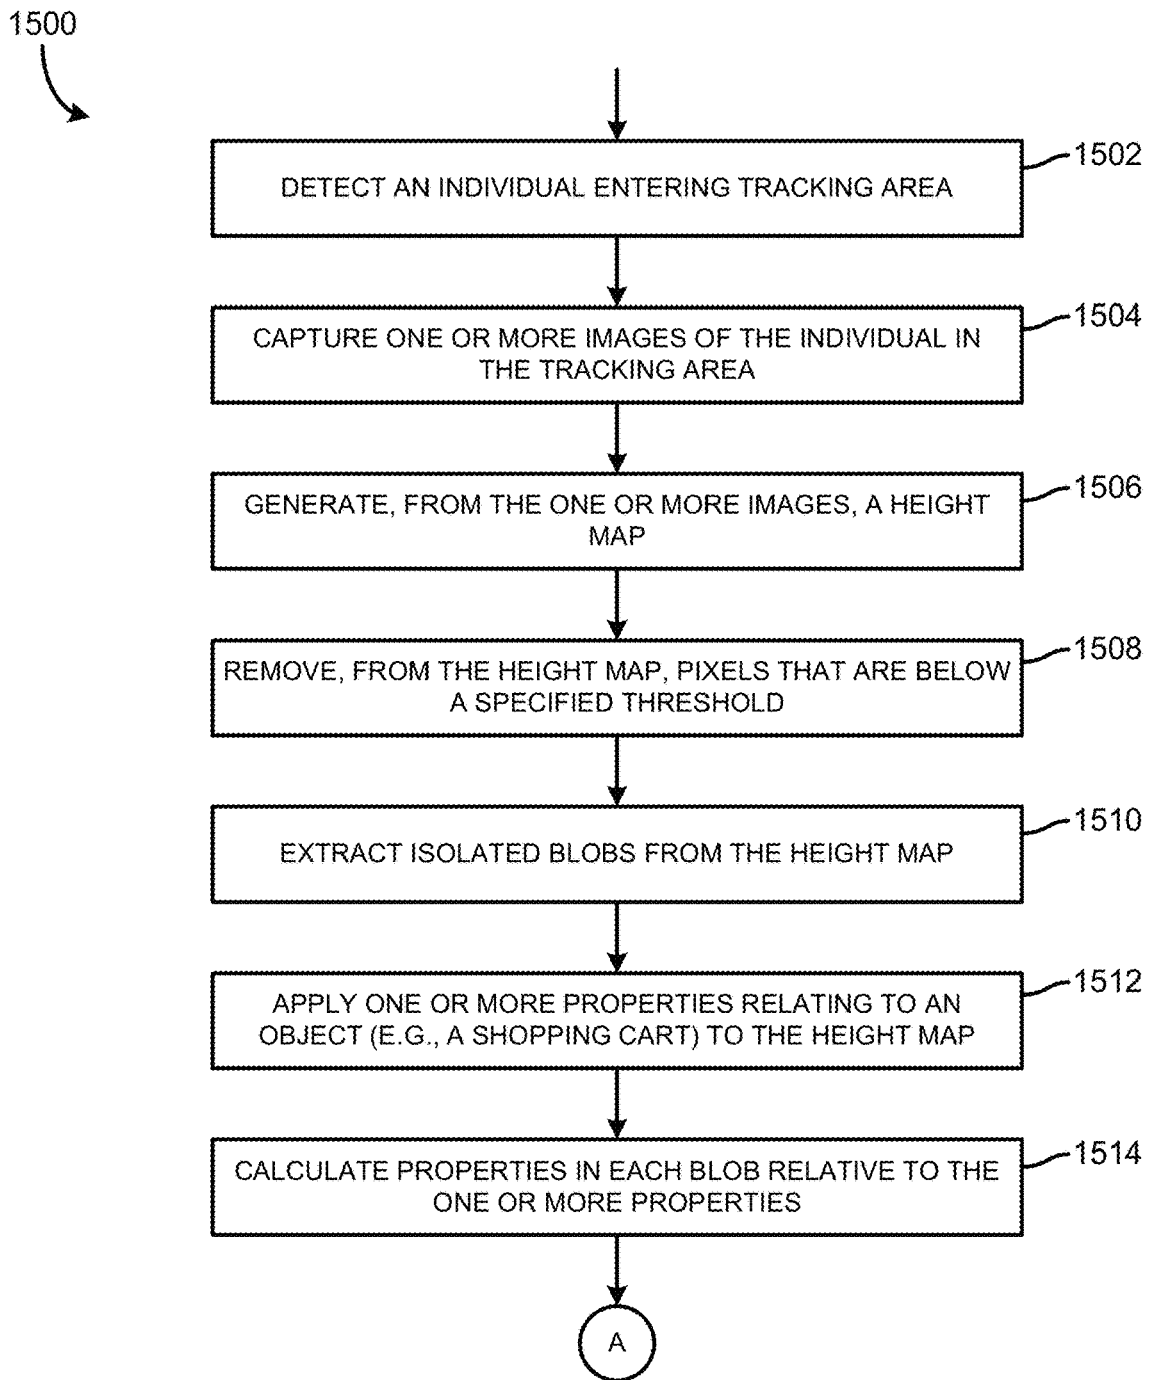 1500
1502
DETECT AN INDIVIDUAL ENTERING TRACKING AREA
1504
CAPTURE ONE OR MORE IMAGES OF THE INDIVIDUAL IN
THE TRACKING AREA
1506
GENERATE, FROM THE ONE OR MORE IMAGES, A HEIGHT
MAP
1508
REMOVE, FROM THE HEIGHT MAP, PIXELS THAT ARE BELOW
A SPECIFIED THRESHOLD
1510
EXTRACT ISOLATED BLOBS FROM THE HEIGHT MAP
1512
APPLY ONE OR MORE PROPERTIES RELATING TO AN
OBJECT (E.G., A SHOPPING CART) TO THE HEIGHT MAP
1514
CALCULATE PROPERTIES IN EACH BLOB RELATIVE TO THE
ONE OR MORE PROPERTIES
A